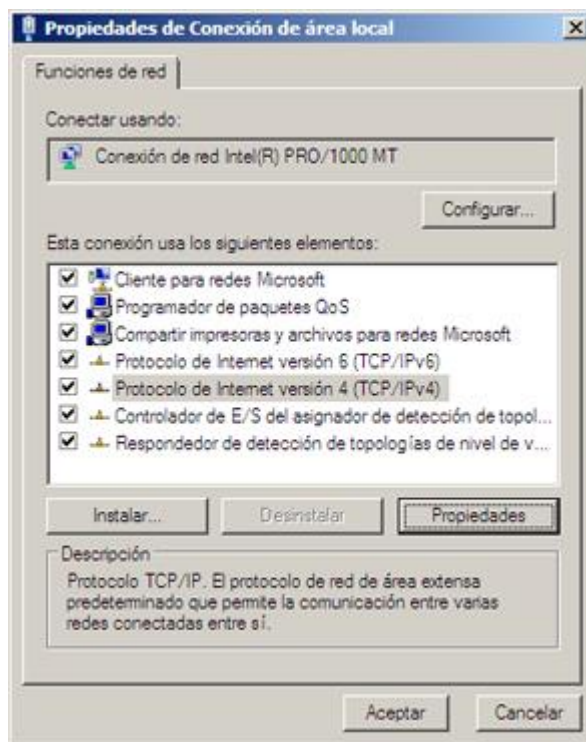 Propiedades de Conexión de área local
Funciones de red
Conectar usando:
Conexión de red Intel(R) PRO/1000 MT
Configurar...
Esta conexión usa los siguientes elementos:
Cliente para redes Microsoft
Programador de paquetes QoS
Compartir impresoras y archivos para redes Microsoft
Protocolo de Internet versión 6 (TCP/IPv6)
Protocolo de Internet versión 4 (TCP/IPv4)
Controlador de E/S del asignador de detección de topol...
Respondedor de detección de topologías de nivel de v...
Instalar... Desinstalar Propiedades
Descripción
Protocolo TCP/IP. El protocolo de red de área extensa
predeterminado que permite la comunicación entre varias
redes conectadas entre sí.
Aceptar Cancelar